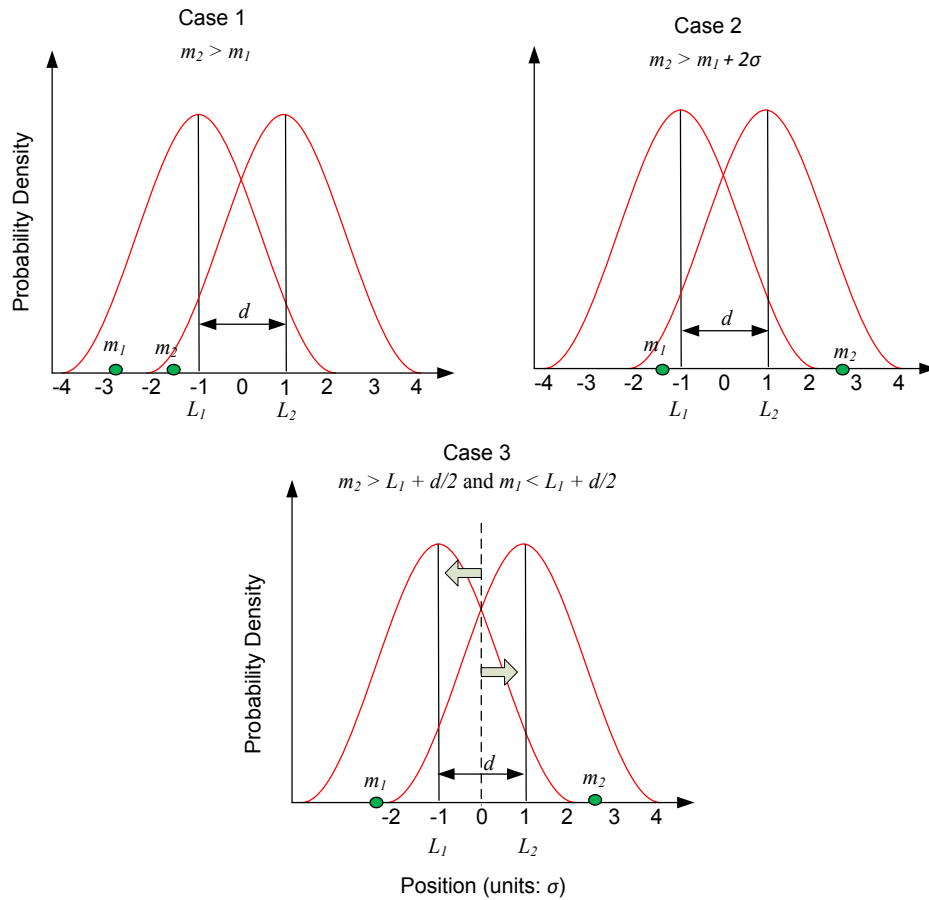 Case 1
m₂ > m₁
Probability Density
d
m₁ m₂
-4 -3 -2 -1 0 1 2 3 4
L₁ L₂
Case 2
m₂ > m₁ + 2σ
d
m₁ m₂
-4 -3 -2 -1 0 1 2 3 4
L₁ L₂
Case 3
m₂ > L₁ + d/2 and m₁ < L₁ + d/2
Probability Density
d
m₁ m₂
-2 -1 0 1 2 3 4
L₁ L₂
Position (units: σ)